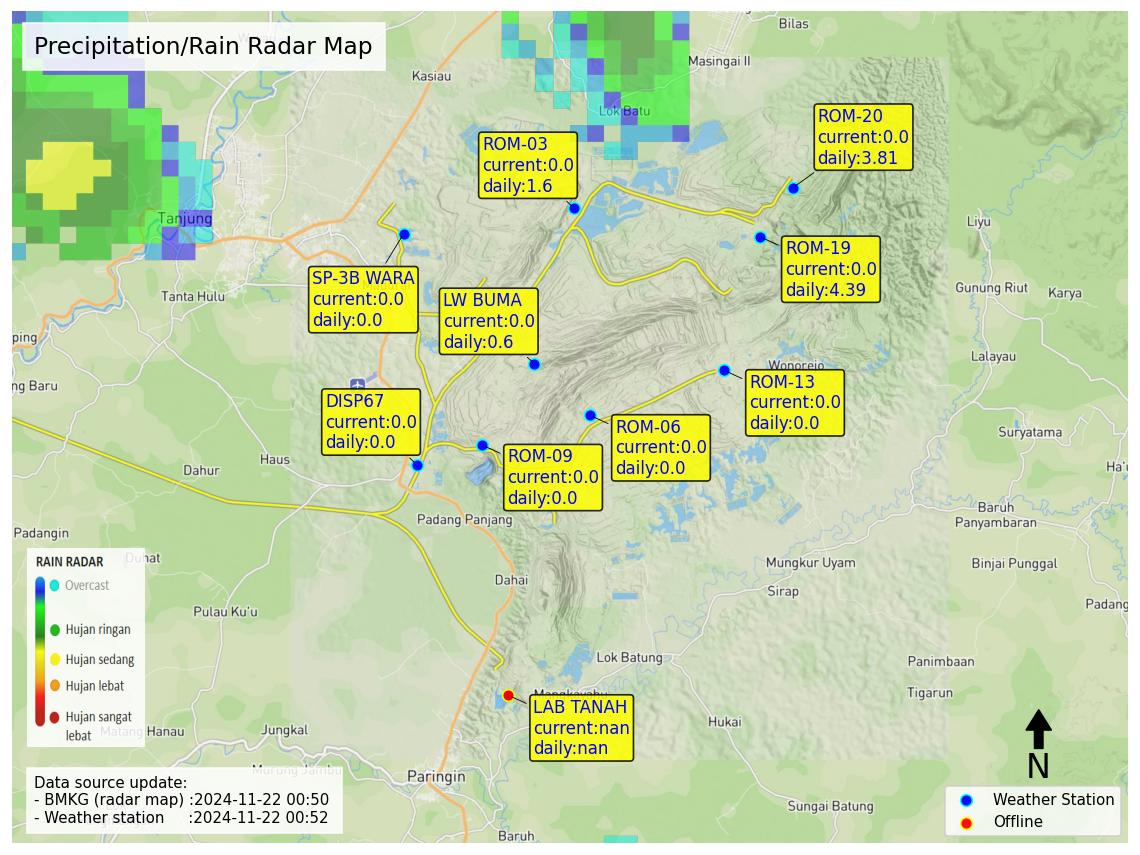 Precipitation/Rain Radar Map
Bilas
Kasiau
Masingai II
Lok Batu
ROM-20
current:0.0
daily:3.81
ROM-03
current:0.0
daily:1.6
Tanjung
Liyu
ROM-19
current:0.0
daily:4.39
SP-3B WARA
current:0.0
daily:0.0
LW BUMA
current:0.0
daily:0.6
Tanta Hulu
Gunung Riut
Karya
ping
Lalayau
Wonorejo
ng Baru
ROM-13
current:0.0
daily:0.0
DISP67
current:0.0
daily:0.0
ROM-06
current:0.0
daily:0.0
Suryatama
ROM-09
current:0.0
daily:0.0
Haus
Dahur
Ha'u
Baruh
Panyambaran
Padang Panjang
Padangin
Duhat
Mungkur Uyam
Binjai Punggal
Dahai
Sirap
Padang
Pulau Ku'u
RAIN RADAR
Overcast
Hujan ringan
Hujan sedang
Hujan lebat
Hujan sangat
lebat
Lok Batung
Panimbaan
Tigarun
Mangkayahu
LAB TANAH
current:nan
daily:nan
Hukai
Matang Hanau
Jungkal
Murung Jambu
Paringin
N
Data source update:
- BMKG (radar map) :2024-11-22 00:50
- Weather station :2024-11-22 00:52
Sungai Batung
Baruh
Weather Station
Offline